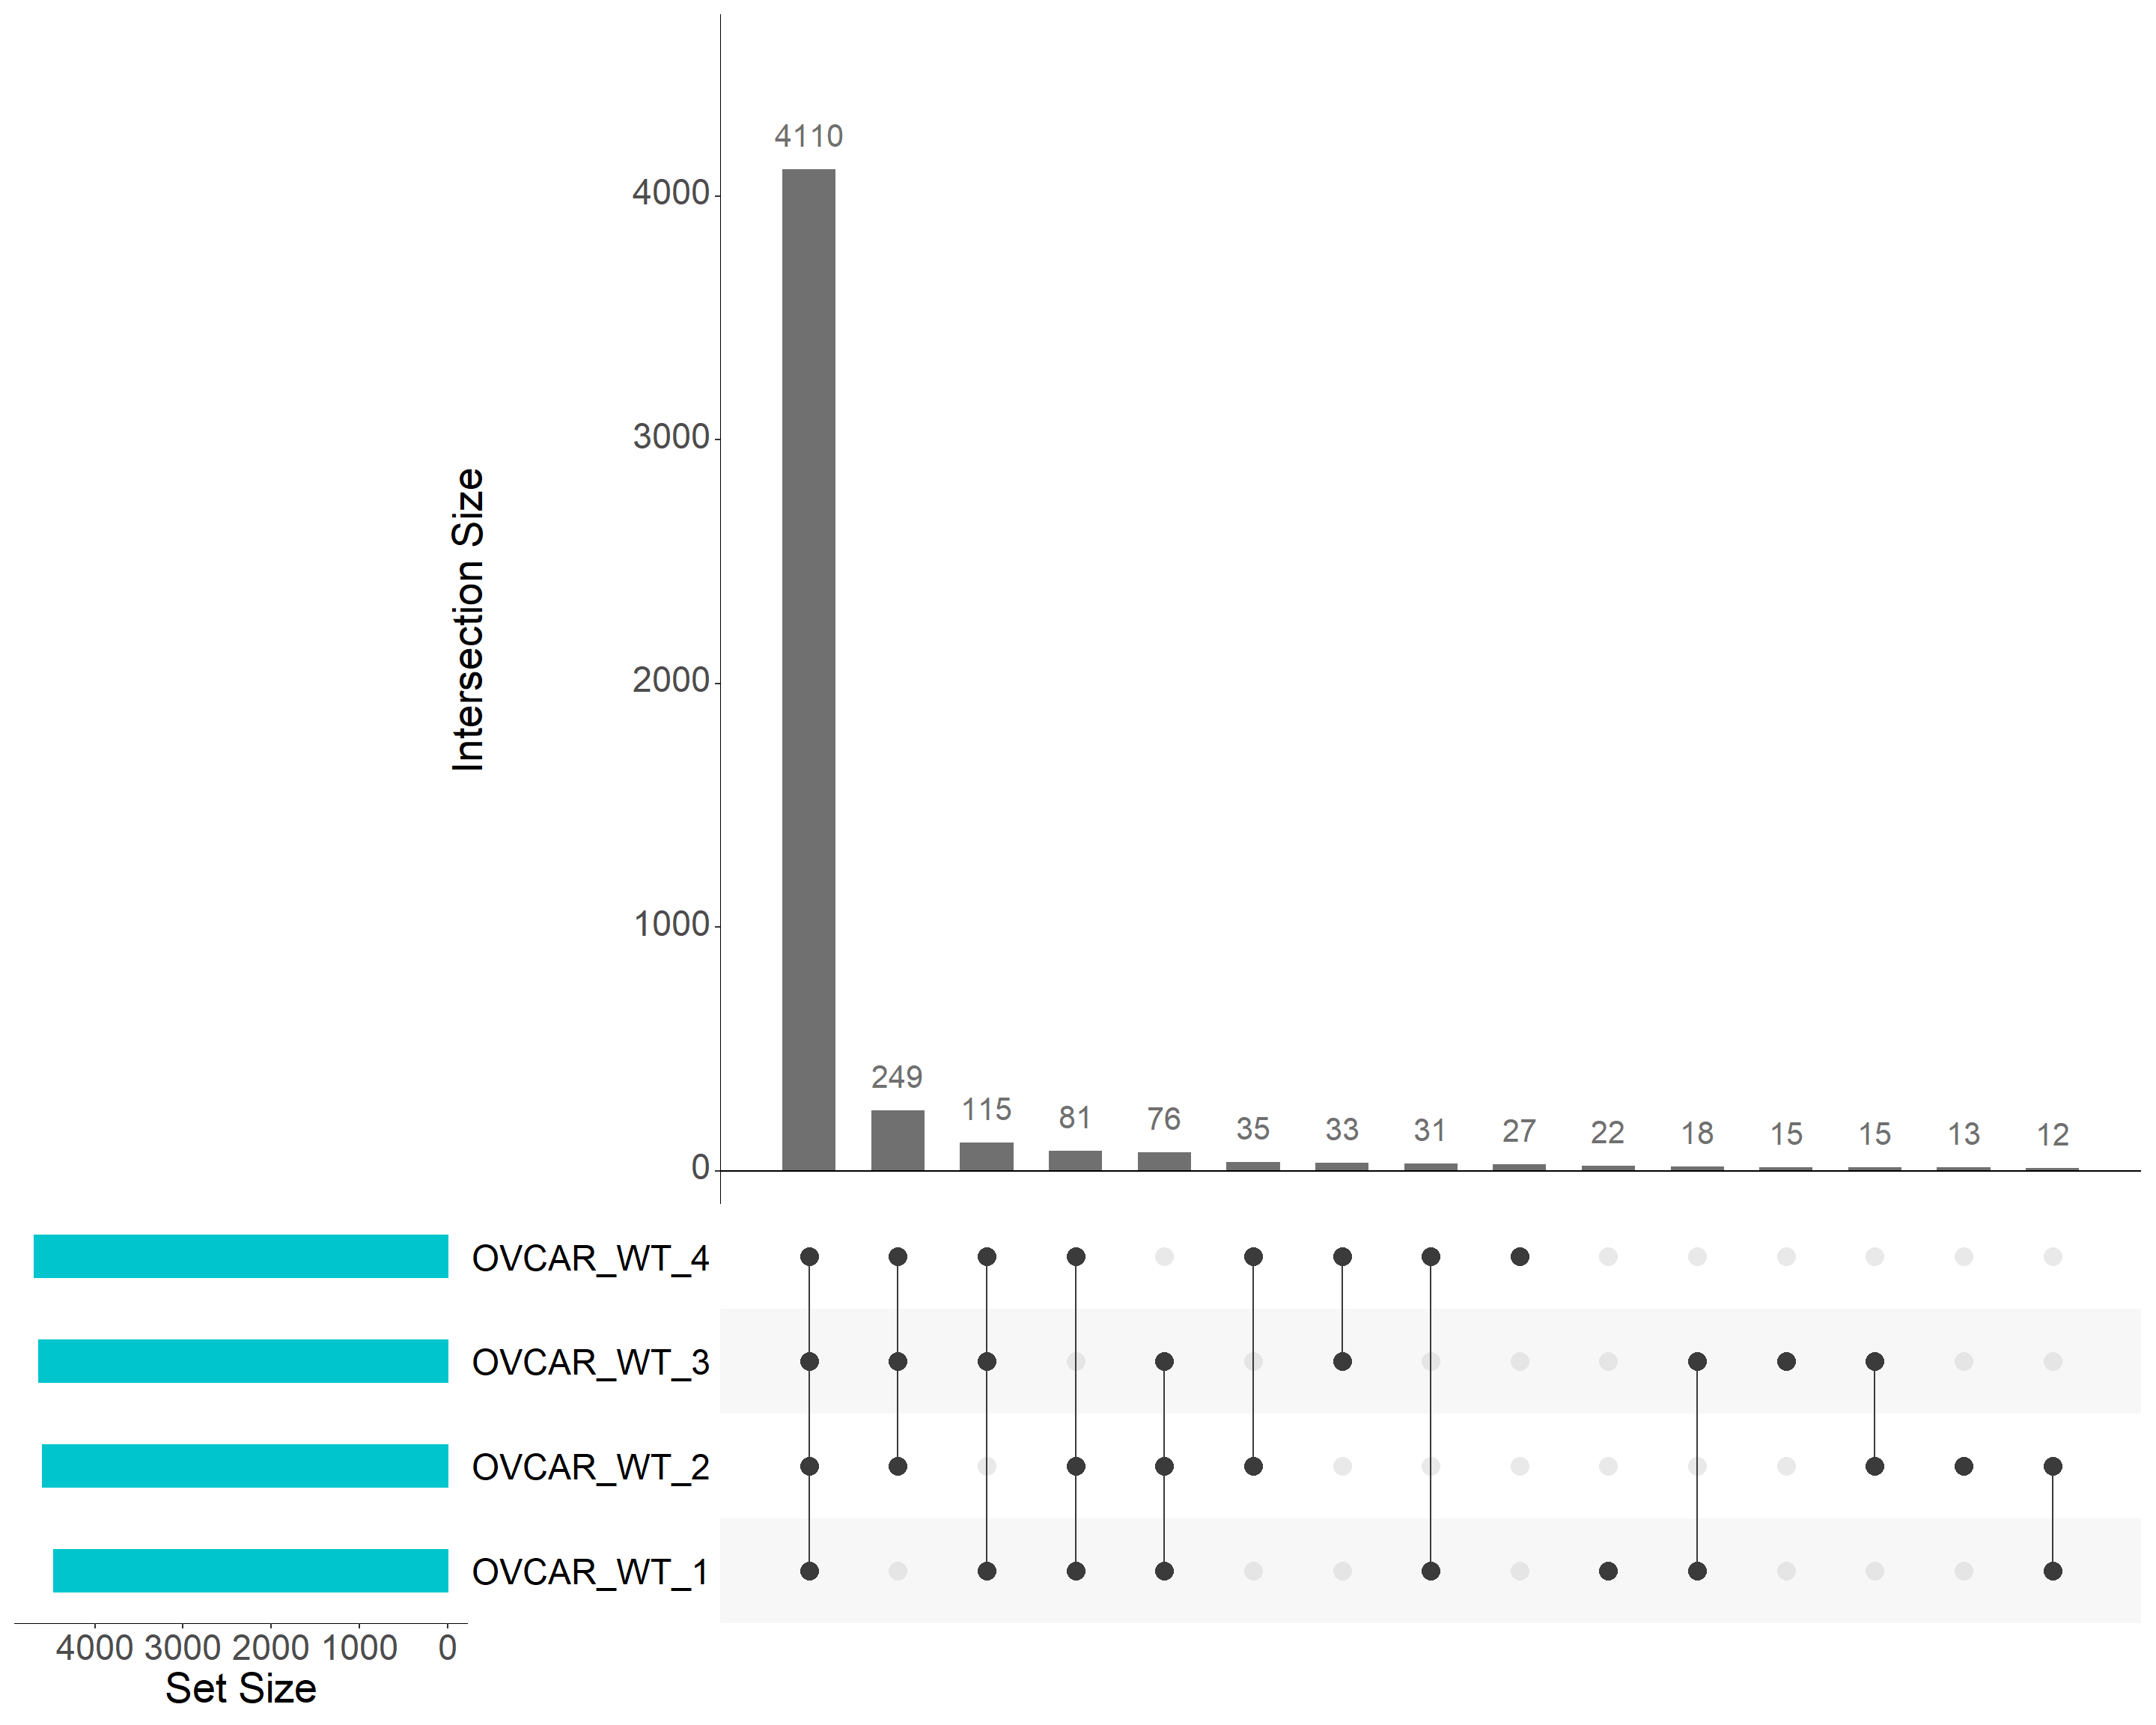 Intersection Size
4000
3000
2000
1000
0
4110
249
115
81
76
35
33
31
27
22
18
15
15
13
12
OVCAR_WT_4
OVCAR_WT_3
OVCAR_WT_2
OVCAR_WT_1
4000 3000 2000 1000 0
Set Size